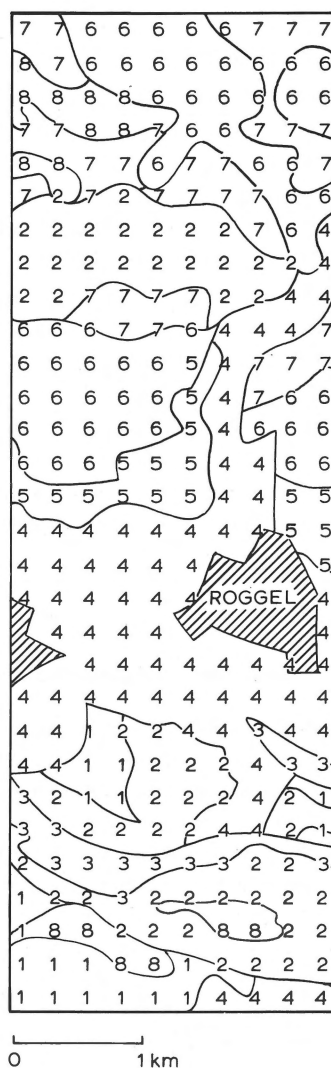 7 7 6 6 6 6 6 7 7
8 7 6 6 6 6 6 6 6
8 8 8 8 6 6 6 6 6
7 7 8 8 7 6 6 7 7 7
8 8 7 7 6 7 7 6 6 7
7 2 7 2 7 7 7 7 6 6
2 2 2 2 2 2 2 7 6 4
2 2 2 2 2 2 2 2 2 4
2 2 7 7 7 7 2 2 4 4
6 6 6 7 7 6 4 4 4 7
6 6 6 6 6 5 4 7 7 7
6 6 6 6 6 5 4 7 6 6
6 6 6 6 6 5 4 6 6 6
6 6 6 5 5 5 4 4 6 6
5 5 5 5 5 5 4 4 5 5
4 4 4 4 4 4 4 4 5 5
4 4 4 4 4 4 5
4 4 4 4 4 ROGGEL
4 4 4 4 4
4 4 4 4 4 4 4 4
4 4 4 4 4 4 4 4 4 4
4 4 1 2 2 4 4 3 4 4
4 4 1 1 2 2 2 4 3 3
3 2 1 1 2 2 2 4 2 1
3 3 2 2 2 2 4 4 2 1
2 3 3 3 3 3 3 2 2 3
1 2 2 3 2 2 2 2 2 2
1 8 8 2 2 2 8 8 2 2
1 1 1 8 8 1 2 2 2 2
1 1 1 1 1 1 4 4 4 4
0 1 km